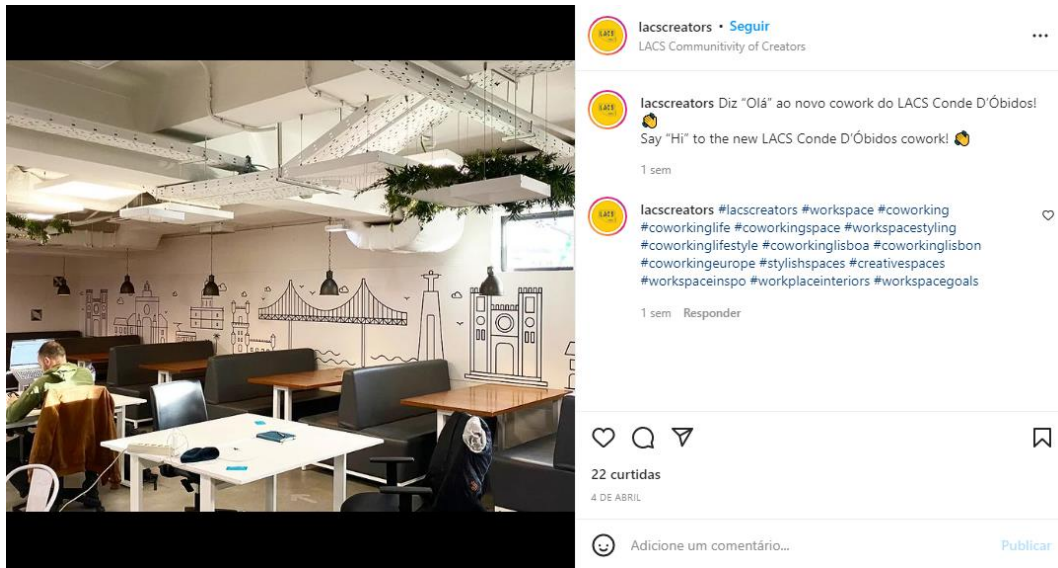 lacscreators • Seguir
LACS Communitivity of Creators
lacscreators Diz “Olá” ao novo cowork do LACS Conde D’Óbidos!
Say “Hi” to the new LACS Conde D’Óbidos cowork!
1 sem
lacscreators #lacscreators #workspace #coworking
#coworkinglife #coworkingspace #workspacestyling
#coworkinglifestyle #coworkinglisboa #coworkinglisbon
#coworkingeurope #stylishspaces #creativespaces
#workspaceinspo #workplaceinteriors #workspacegoals
1 sem Responder
22 curtidas
4 DE ABRIL
Adicione um comentário... Publicar